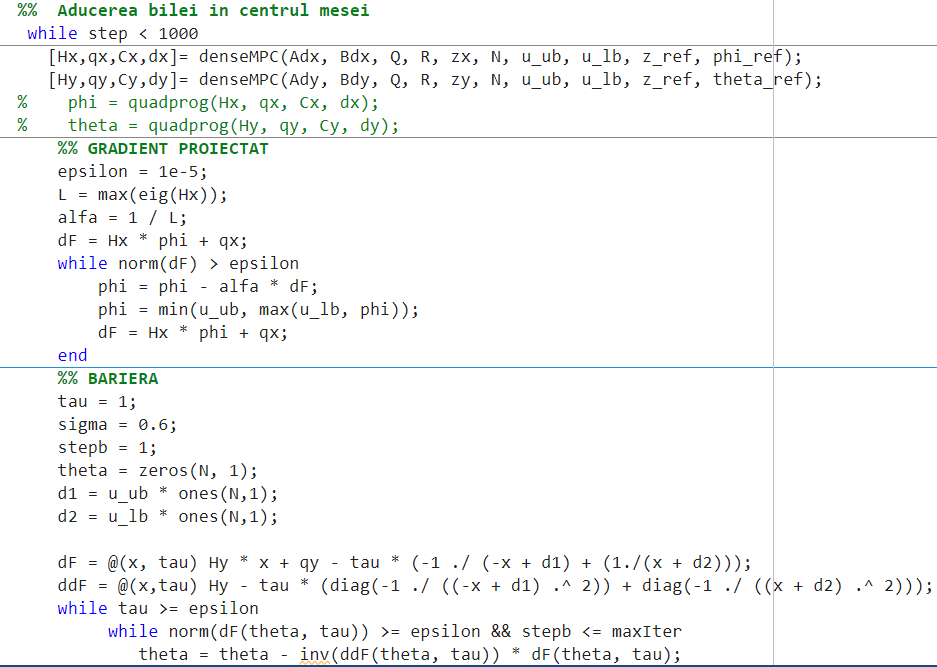 %%  Aducerea bilei in centrul mesei
while step < 1000
[Hx,qx,Cx,dx]= denseMPC(Adx, Bdx, Q, R, zx, N, u_ub, u_lb, z_ref, phi_ref);
[Hy,qy,Cy,dy]= denseMPC(Ady, Bdy, Q, R, zy, N, u_ub, u_lb, z_ref, theta_ref);
%    phi = quadprog(Hx, qx, Cx, dx);
%    theta = quadprog(Hy, qy, Cy, dy);
%% GRADIENT PROIECTAT
epsilon = 1e-5;
L = max(eig(Hx));
alfa = 1 / L;
dF = Hx * phi + qx;
while norm(dF) > epsilon
phi = phi - alfa * dF;
phi = min(u_ub, max(u_lb, phi));
dF = Hx * phi + qx;
end
%% BARIERA
tau = 1;
sigma = 0.6;
stepb = 1;
theta = zeros(N, 1);
d1 = u_ub * ones(N,1);
d2 = u_lb * ones(N,1);
dF = @(x, tau) Hy * x + qy - tau * (-1 ./ (-x + d1) + (1./(x + d2)));
ddF = @(x,tau) Hy - tau * (diag(-1 ./ ((-x + d1) .^ 2)) + diag(-1 ./ ((x + d2) .^ 2)));
while tau >= epsilon
while norm(dF(theta, tau)) >= epsilon && stepb <= maxIter
theta = theta - inv(ddF(theta, tau)) * dF(theta, tau);